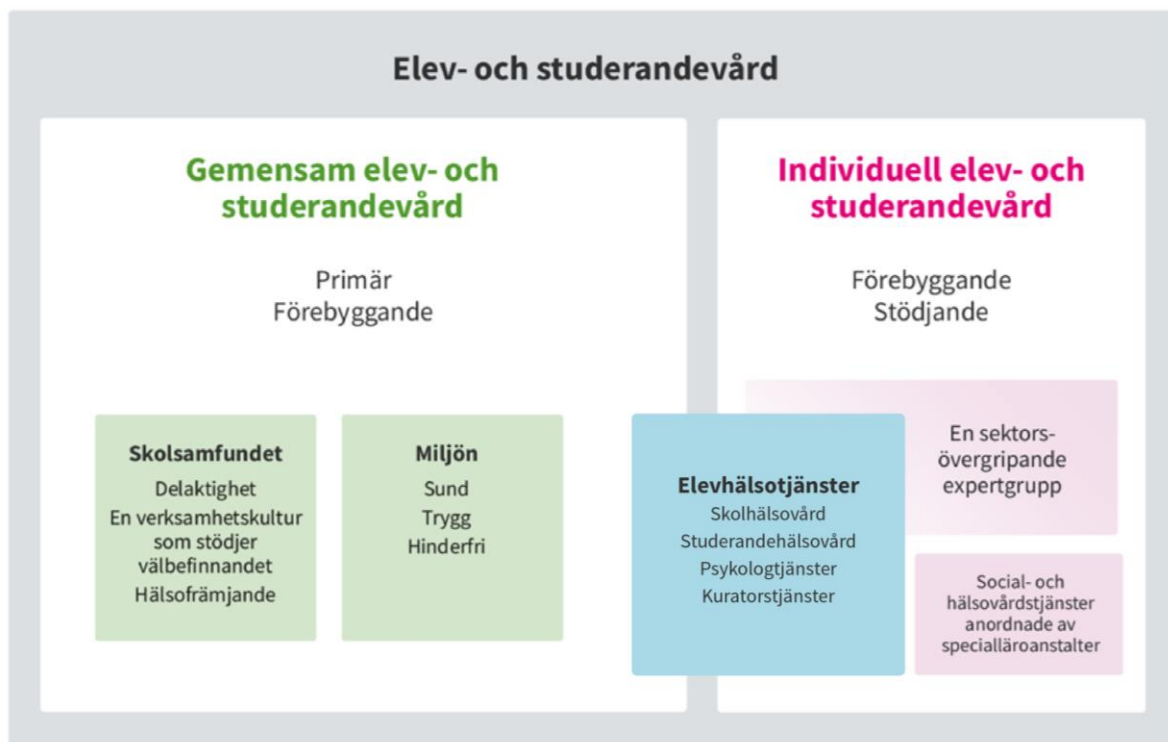 Elev- och studerandevård
Gemensam elev- och
studerandevård
Primär
Förebyggande
Skolsamfundet
Delaktighet
En verksamhetskultur
som stödjer
välbefinnandet
Hälsofrämjande
Miljön
Sund
Trygg
Hinderfri
Individuell elev- och
studerandevård
Förebyggande
Stödjande
Elevhälsotjänster
Skolhälsovård
Studerandehälsovård
Psykologtjänster
Kuratorstjänster
En sektors-
övergripande
expertgrupp
Social- och
hälsovårdstjänster
anordnade av
specialläroanstalter